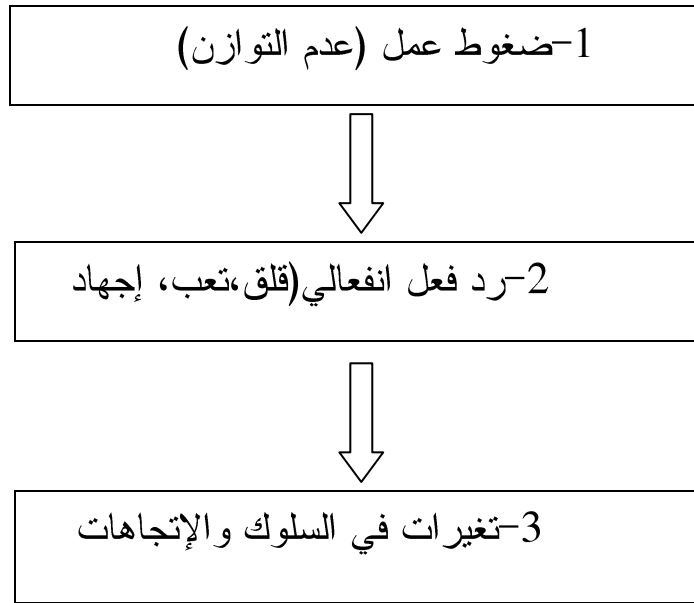 1-ضغوط عمل (عدم التوازن)
2-رد فعل انفعالي(قلق،تعب، إجهاد
3-تغيرات في السلوك والإتجاهات